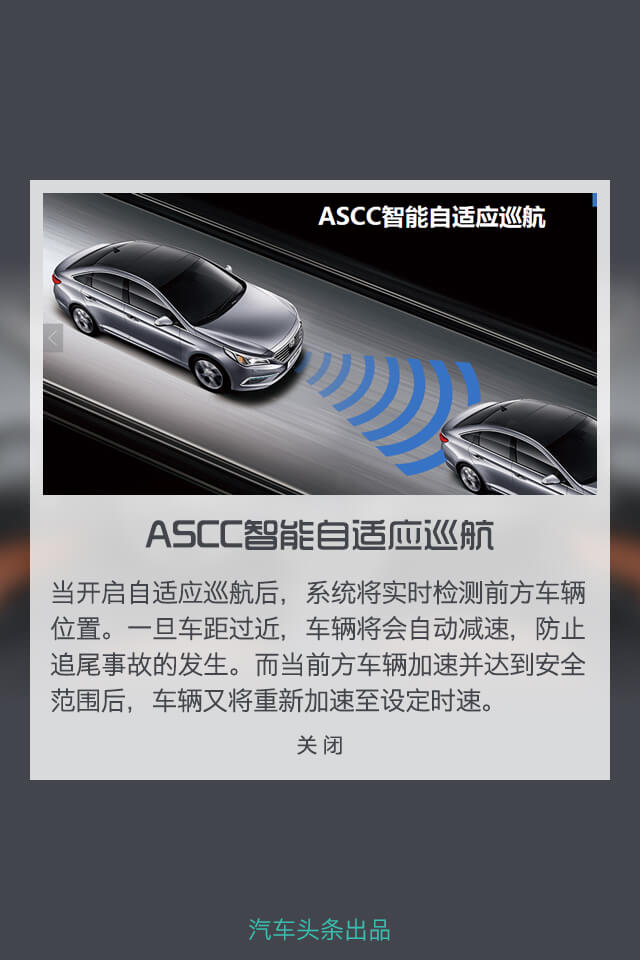 ASCC智能自适应巡航
ASCC智能自适应巡航
当开启自适应巡航后，系统将实时检测前方车辆
位置。一旦车距过近，车辆将会自动减速，防止
追尾事故的发生。而当前方车辆加速并达到安全
范围后，车辆又将重新加速至设定时速。
关闭
汽车头条出品